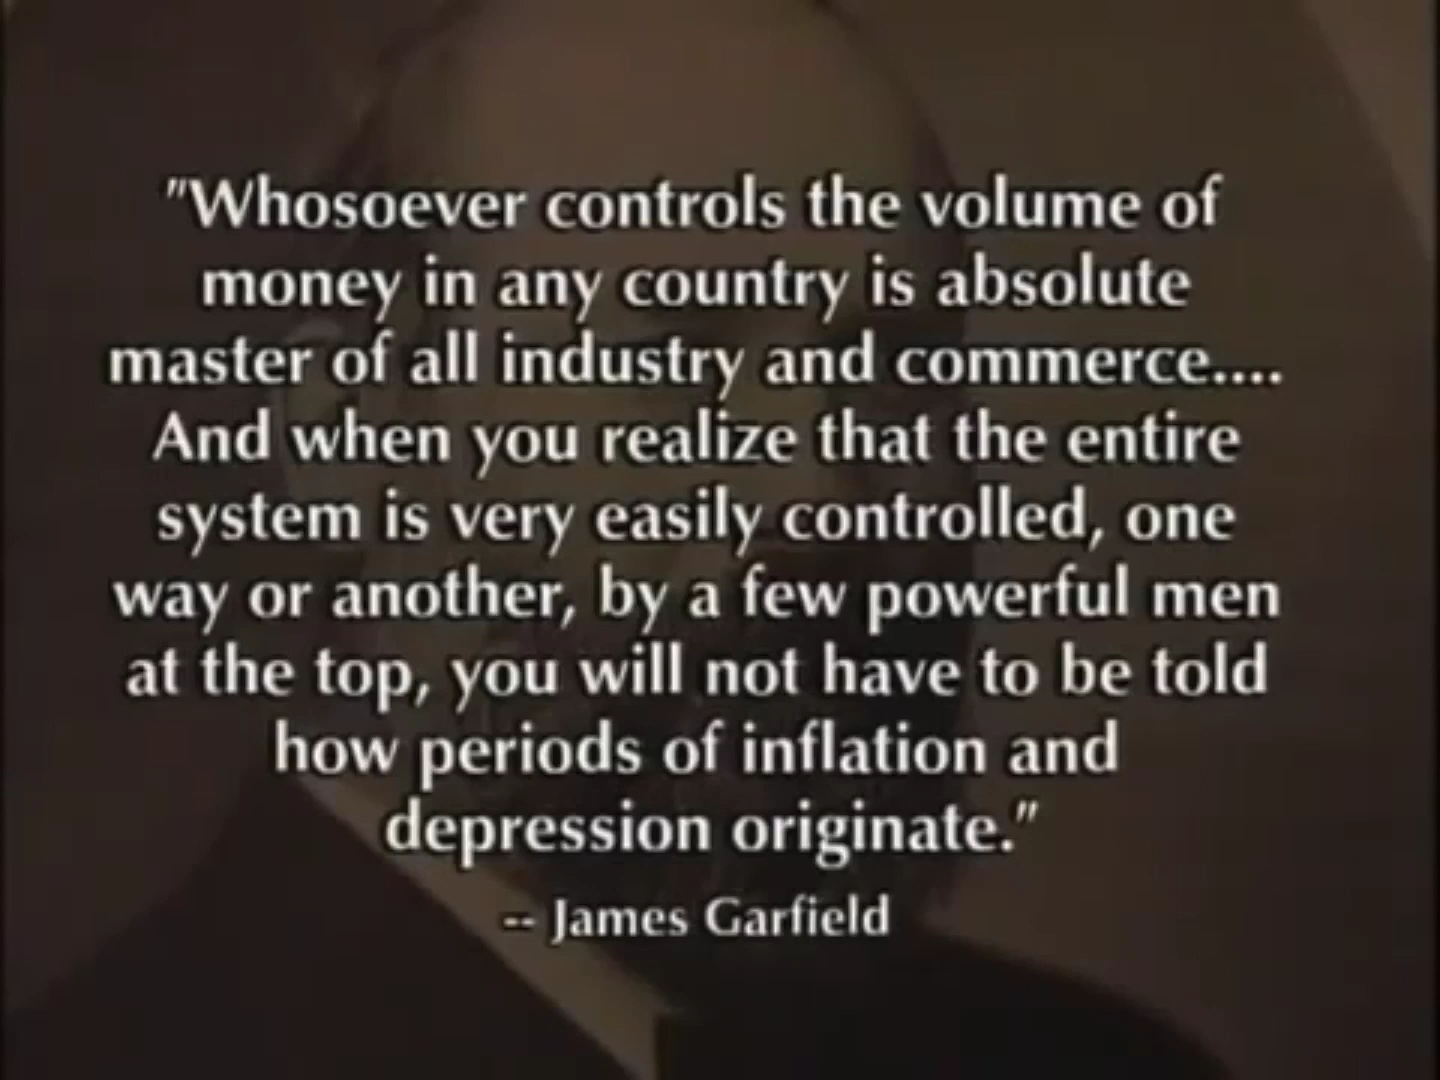 "Whosoever controls the volume of
money in any country is absolute
master of all industry and commerce....
And when you realize that the entire
system is very easily controlled, one
way or another, by a few powerful men
at the top, you will not have to be told
how periods of inflation and
depression originate."
-- James Garfield